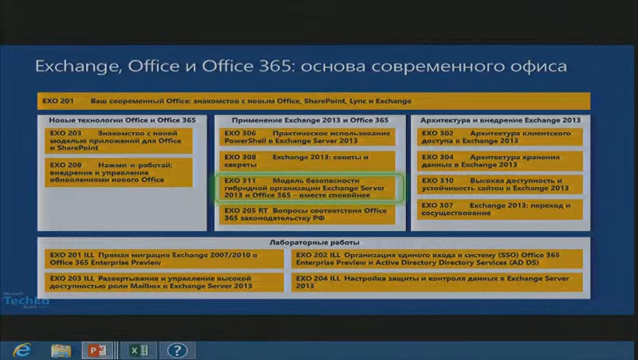 Exchange, Office и Office 365: основа современного офиса
EXO 201 Ваш современный Office: знакомство с новым Office, SharePoint, Lync и Exchange
Новые технологии Office и Office 365
EXO 203 Знакомство с новой
моделью приложений для Office
и SharePoint
EXO 209 Нажми и работай:
внедрение и управление
обновлениями нового Office
Применение Exchange 2013 и Office 365
EXO 306 Практическое использование
PowerShell в Exchange Server 2013
EXO 308 Exchange 2013: советы и
секреты
EXO 311 Модель безопасности
гибридной организации Exchange Server
2013 и Office 365 – вместе спокойнее
EXO 205 RT Вопросы соответствия Office
365 законодательству РФ
Архитектура и внедрение Exchange 2013
EXO 302 Архитектура клиентского
доступа в Exchange 2013
EXO 304 Архитектура хранения
данных в Exchange 2013
EXO 310 Высокая доступность и
устойчивость сайтов в Exchange 2013
EXO 307 Exchange 2013: переход и
сосуществование
Лабораторные работы
EXO 201 ILL Прямая миграция Exchange 2007/2010 в
Office 365 Enterprise Preview
EXO 202 ILL Организация единого входа в систему (SSO) Office 365
Enterprise Preview и Active Directory Services (AD DS)
EXO 203 ILL Развертывание и управление высокой
доступностью роли Mailbox в Exchange Server 2013
EXO 204 ILL Настройка защиты и контроля данных в Exchange Server
2013
TechEd